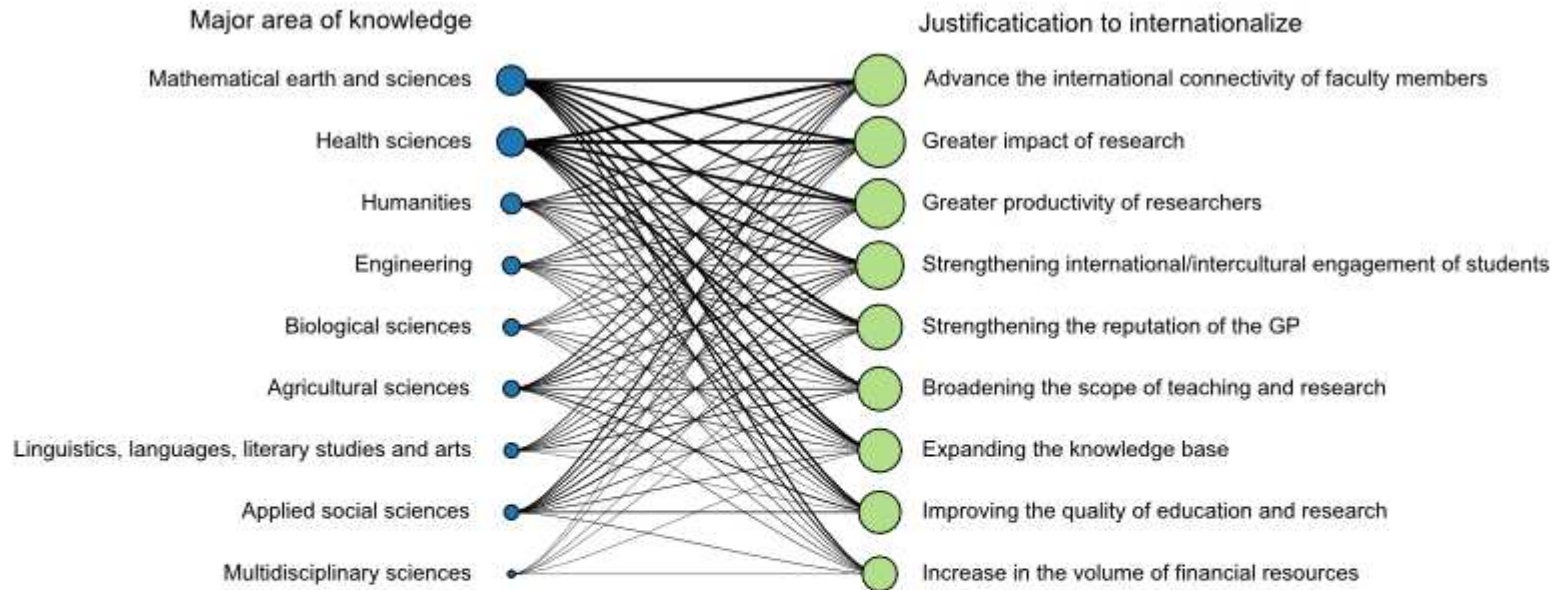 Major area of knowledge
Justificatication to internationalize
Mathematical earth and sciences
Advance the international connectivity of faculty members
Health sciences
Greater impact of research
Humanities
Greater productivity of researchers
Engineering
Strengthening international/intercultural engagement of students
Biological sciences
Strengthening the reputation of the GP
Agricultural sciences
Broadening the scope of teaching and research
Linguistics, languages, literary studies and arts
Expanding the knowledge base
Applied social sciences
Improving the quality of education and research
Multidisciplinary sciences
Increase in the volume of financial resources